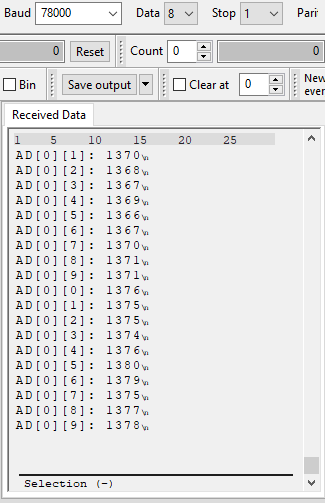 Baud 78000 Data 8 Stop 1 Pari
0 Reset Count 0 0
Bin Save output Clear at 0 New
ever
Received Data
1 5 10 15 20 25
AD[0][1]: 1370\n
AD[0][2]: 1368\n
AD[0][3]: 1367\n
AD[0][4]: 1369\n
AD[0][5]: 1366\n
AD[0][6]: 1367\n
AD[0][7]: 1370\n
AD[0][8]: 1371\n
AD[0][9]: 1371\n
AD[0][0]: 1376\n
AD[0][1]: 1375\n
AD[0][2]: 1375\n
AD[0][3]: 1374\n
AD[0][4]: 1376\n
AD[0][5]: 1380\n
AD[0][6]: 1379\n
AD[0][7]: 1375\n
AD[0][8]: 1377\n
AD[0][9]: 1378\n
Selection (-)